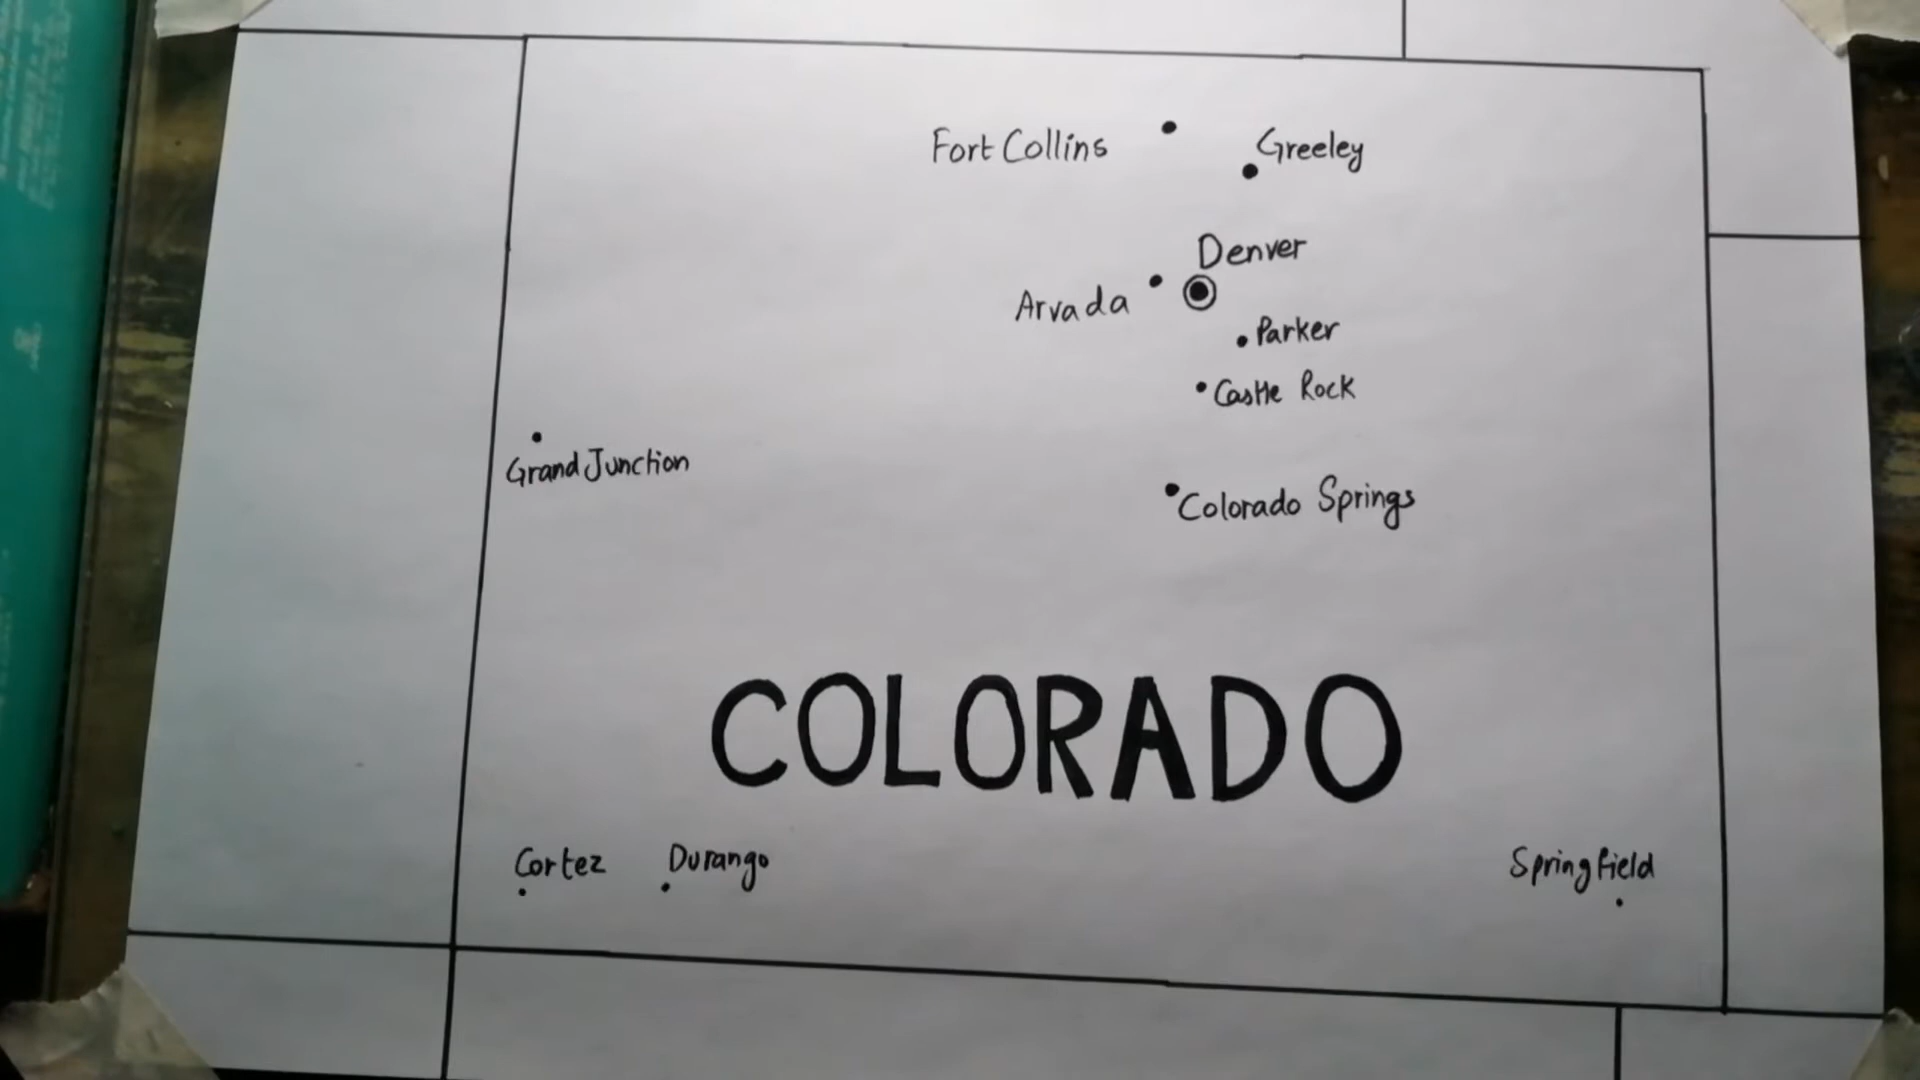 Fort Collins
Greeley
Denver
Arvada
Parker
Castle Rock
Grand Junction
Colorado Springs
COLORADO
Cortez
Durango
Springfield